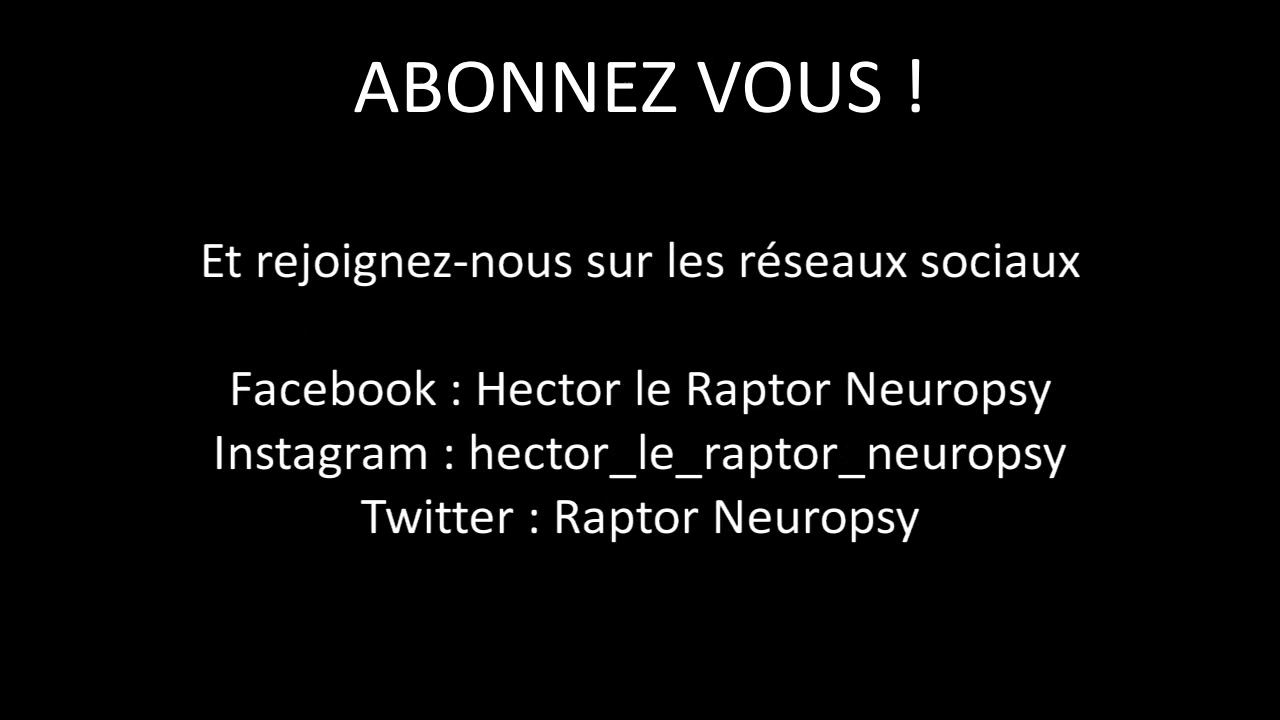 ABONNEZ VOUS !
Et rejoignez-nous sur les réseaux sociaux
Facebook : Hector le Raptor Neuropsy
Instagram : hector_le_raptor_neuropsy
Twitter : Raptor Neuropsy